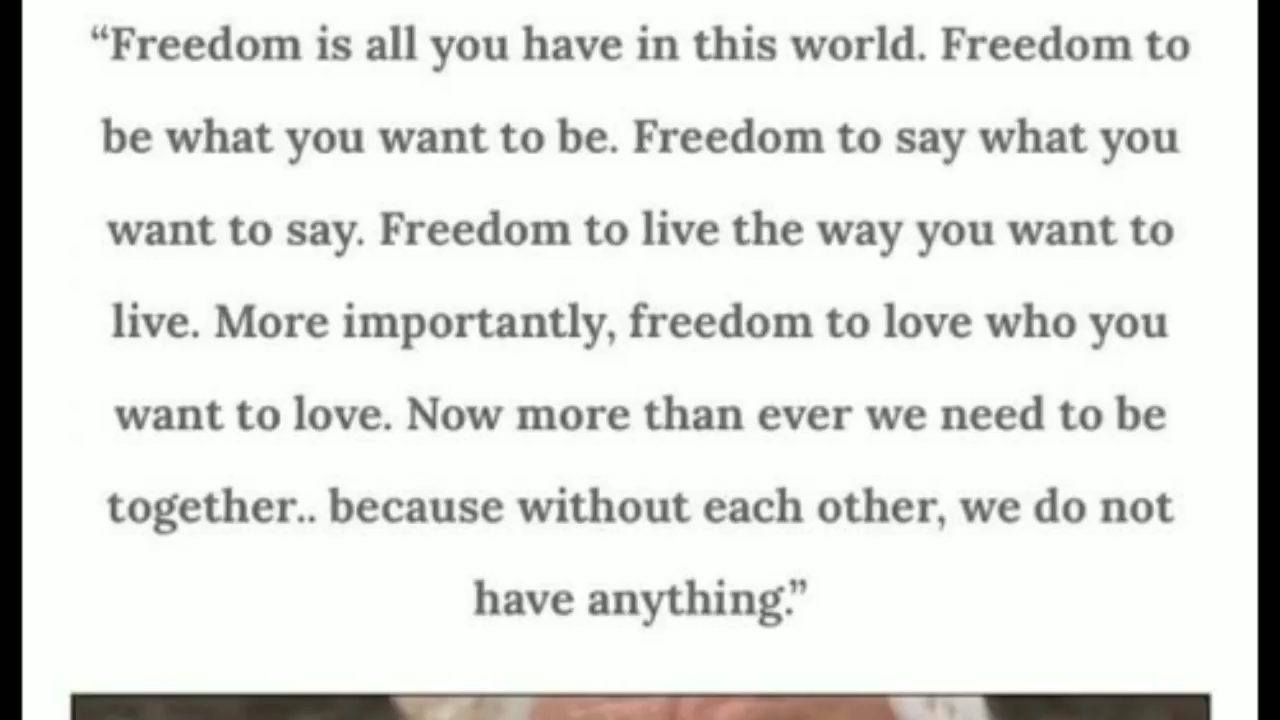 “Freedom is all you have in this world. Freedom to
be what you want to be. Freedom to say what you
want to say. Freedom to live the way you want to
live. More importantly, freedom to love who you
want to love. Now more than ever we need to be
together.. because without each other, we do not
have anything.”